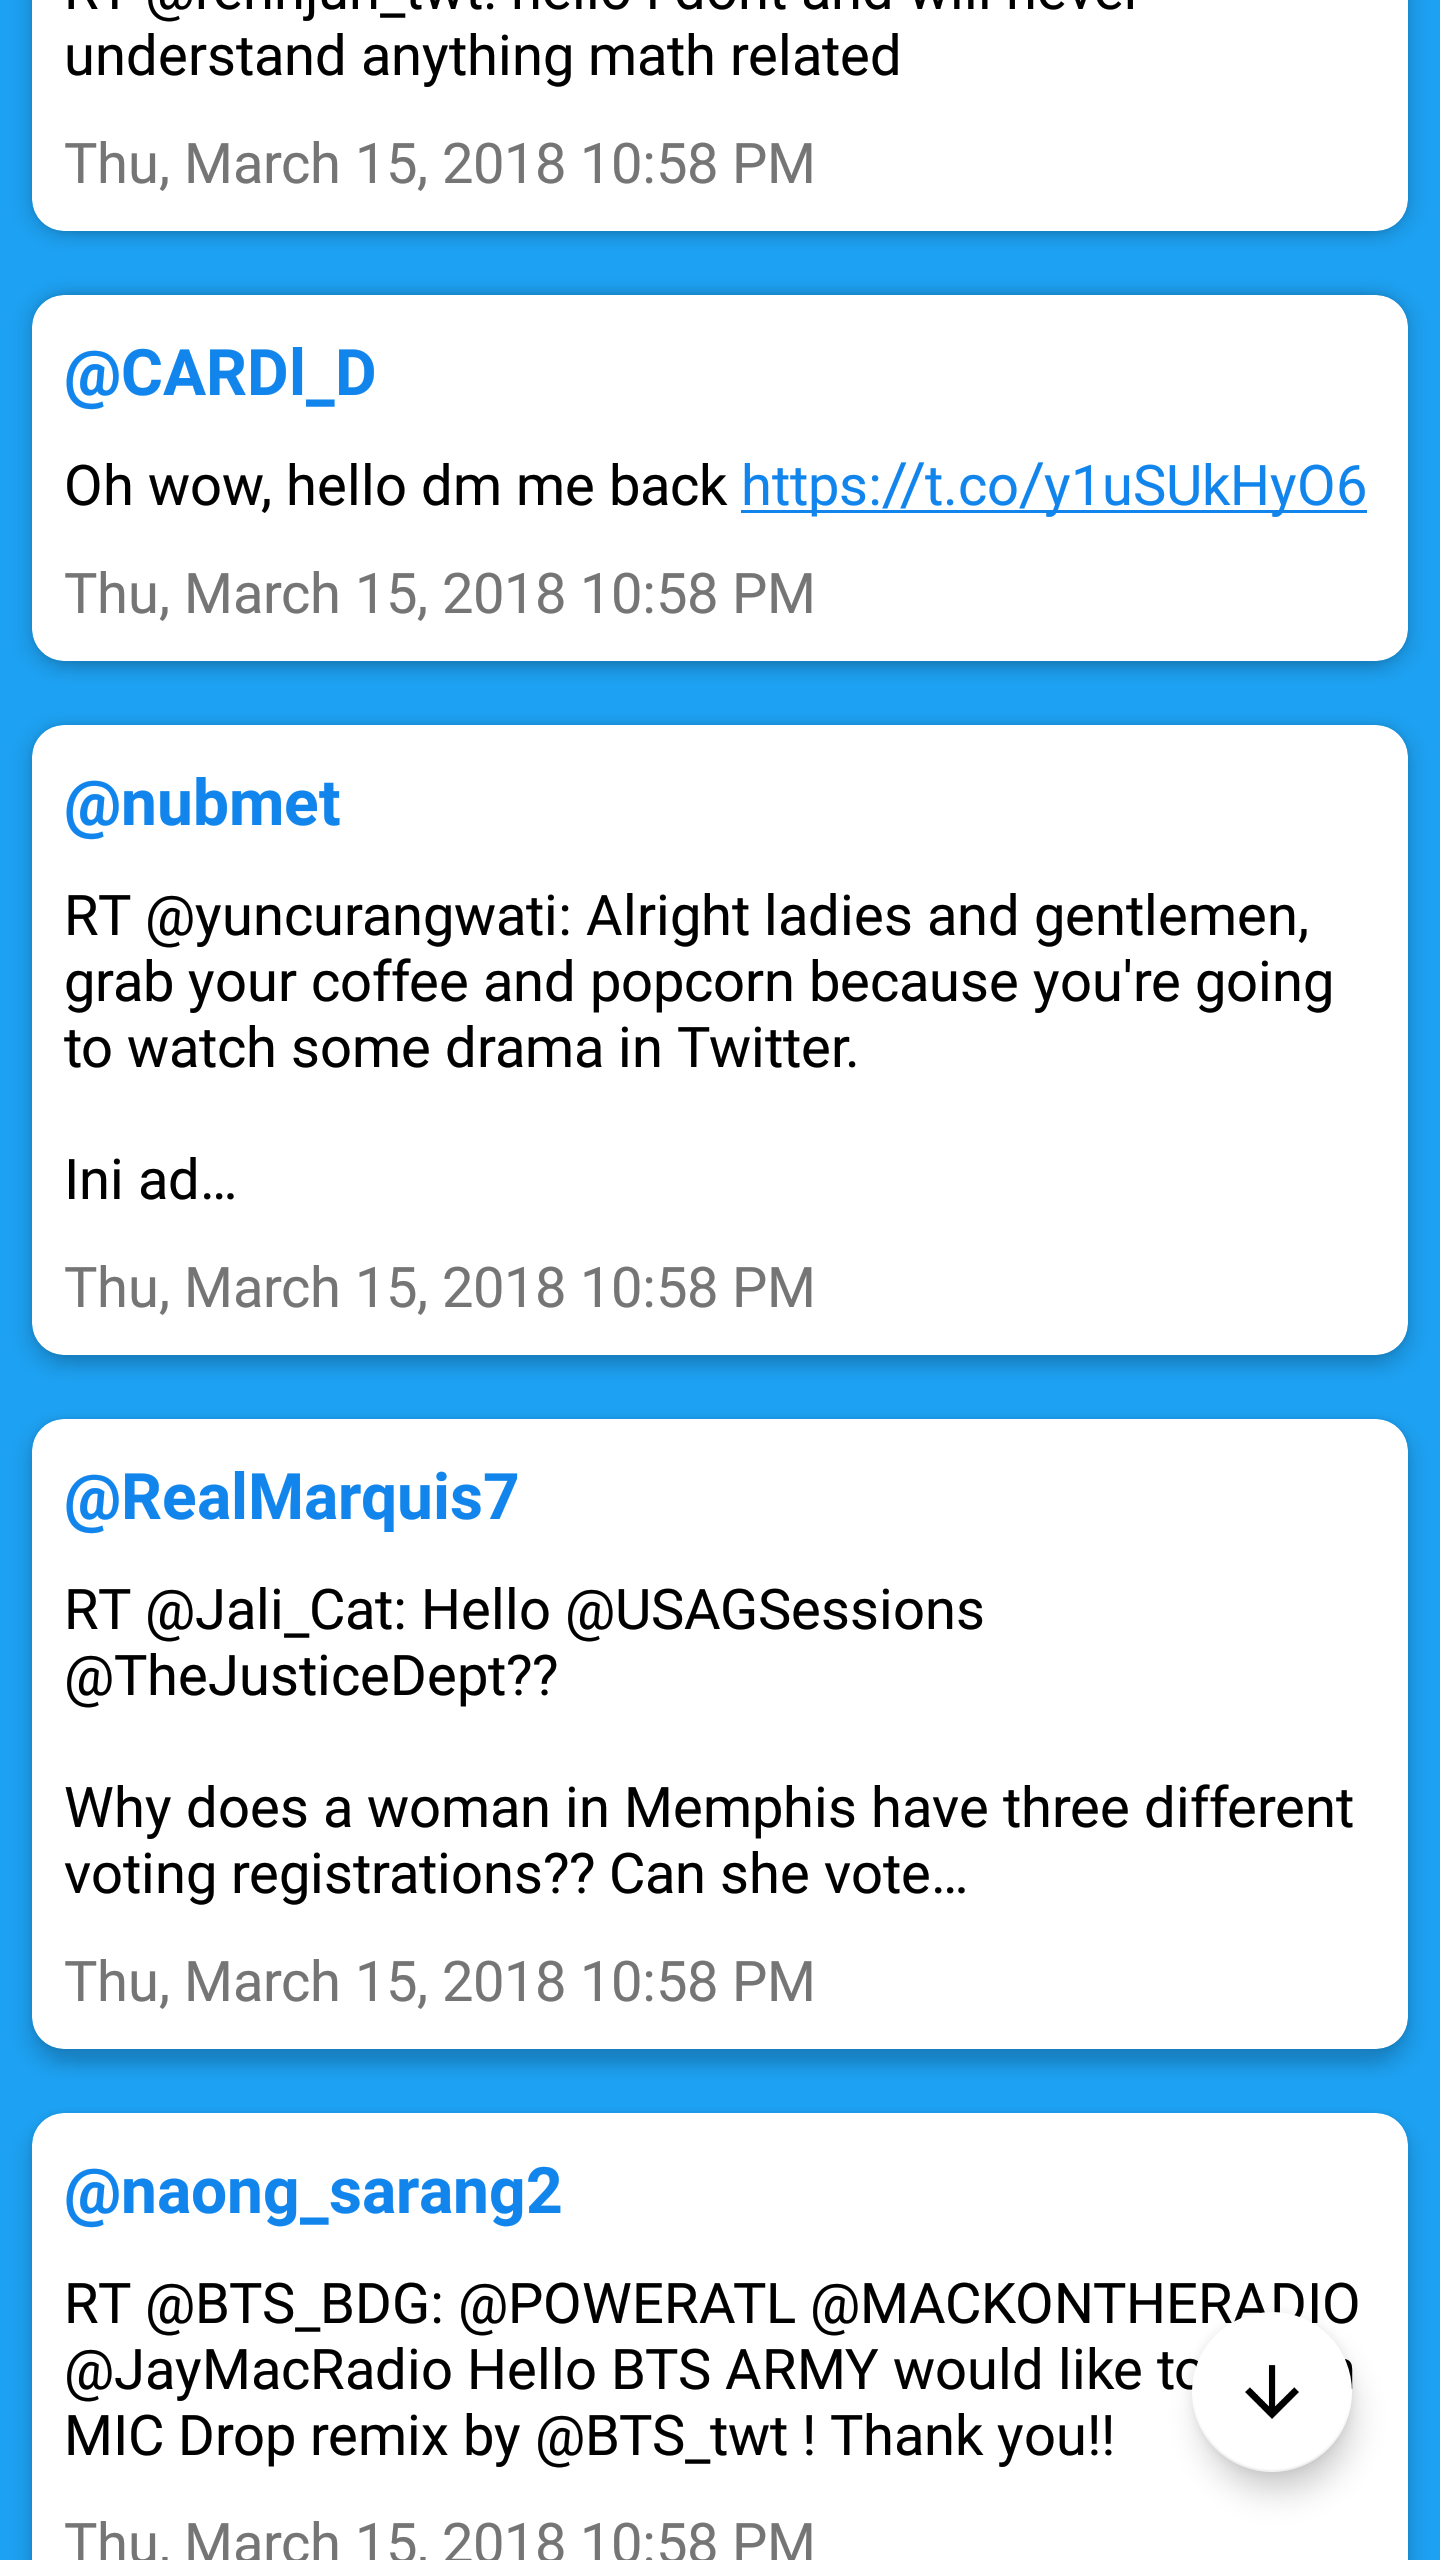 understand anything math related
Thu, March 15, 2018 10:58 PM
@CARDl_D
Oh wow, hello dm me back https://t.co/y1uSUkHyO6
Thu, March 15, 2018 10:58 PM
@nubmet
RT @yuncurangwati: Alright ladies and gentlemen,
grab your coffee and popcorn because you're going
to watch some drama in Twitter.
Ini ad…
Thu, March 15, 2018 10:58 PM
@RealMarquis7
RT @Jali_Cat: Hello @USAGSessions
@TheJusticeDept??
Why does a woman in Memphis have three different
voting registrations?? Can she vote…
Thu, March 15, 2018 10:58 PM
@naong_sarang2
RT @BTS_BDG: @POWERATL @MACKONTHERADIO
@JayMacRadio Hello BTS ARMY would like to
MIC Drop remix by @BTS_twt ! Thank you!!
Thu, March 15, 2018 10:58 PM